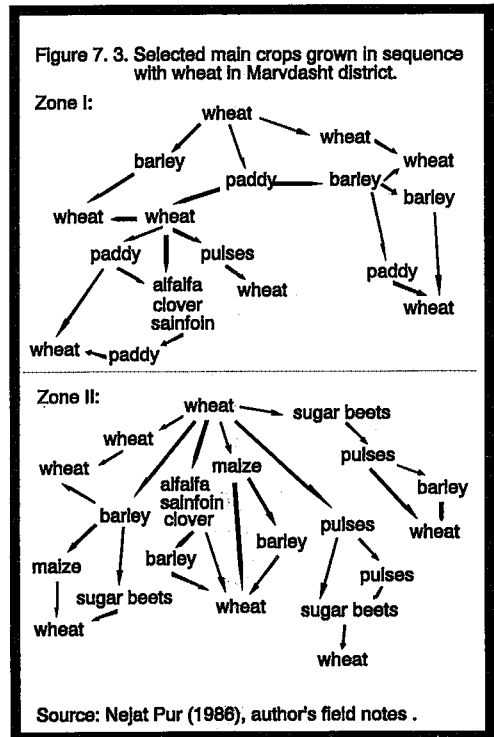 Figure 7. 3. Selected main crops grown in sequence
with wheat in Marvdasht district.
Zone I:
wheat
wheat
barley
wheat
paddy
barley
barley
wheat
wheat
paddy
pulses
paddy
alfalfa
clover
sainfoin
wheat
wheat
wheat
paddy
Zone II:
wheat
sugar beets
wheat
pulses
wheat
maize
alfalfa
sainfoin
clover
barley
barley
pulses
wheat
barley
barley
maize
pulses
sugar beets
wheat
sugar beets
wheat
wheat
Source: Nejat Pur (1986), author's field notes .